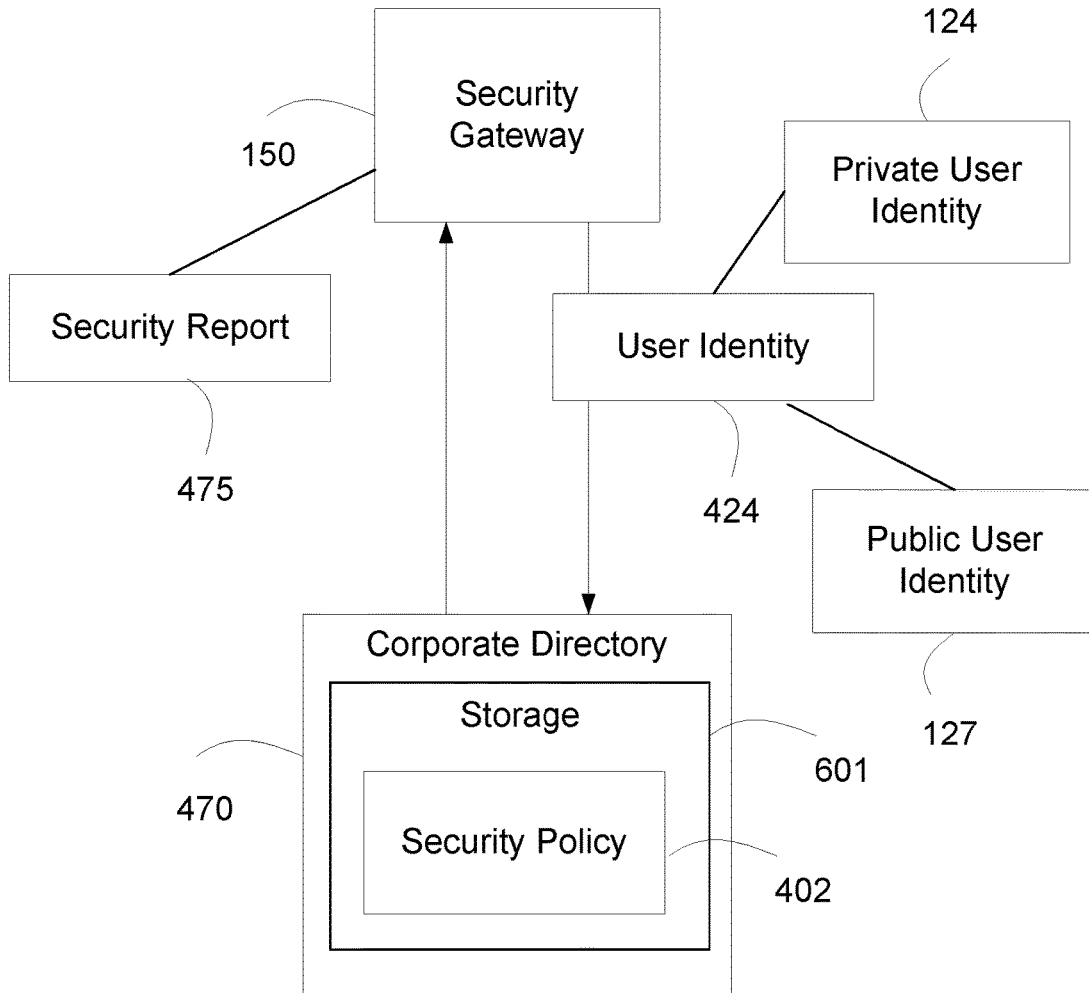 124
Security
Gateway
150
Private User
Identity
Security Report
User Identity
475
424
Public User
Identity
Corporate Directory
Storage
127
601
470
Security Policy
402